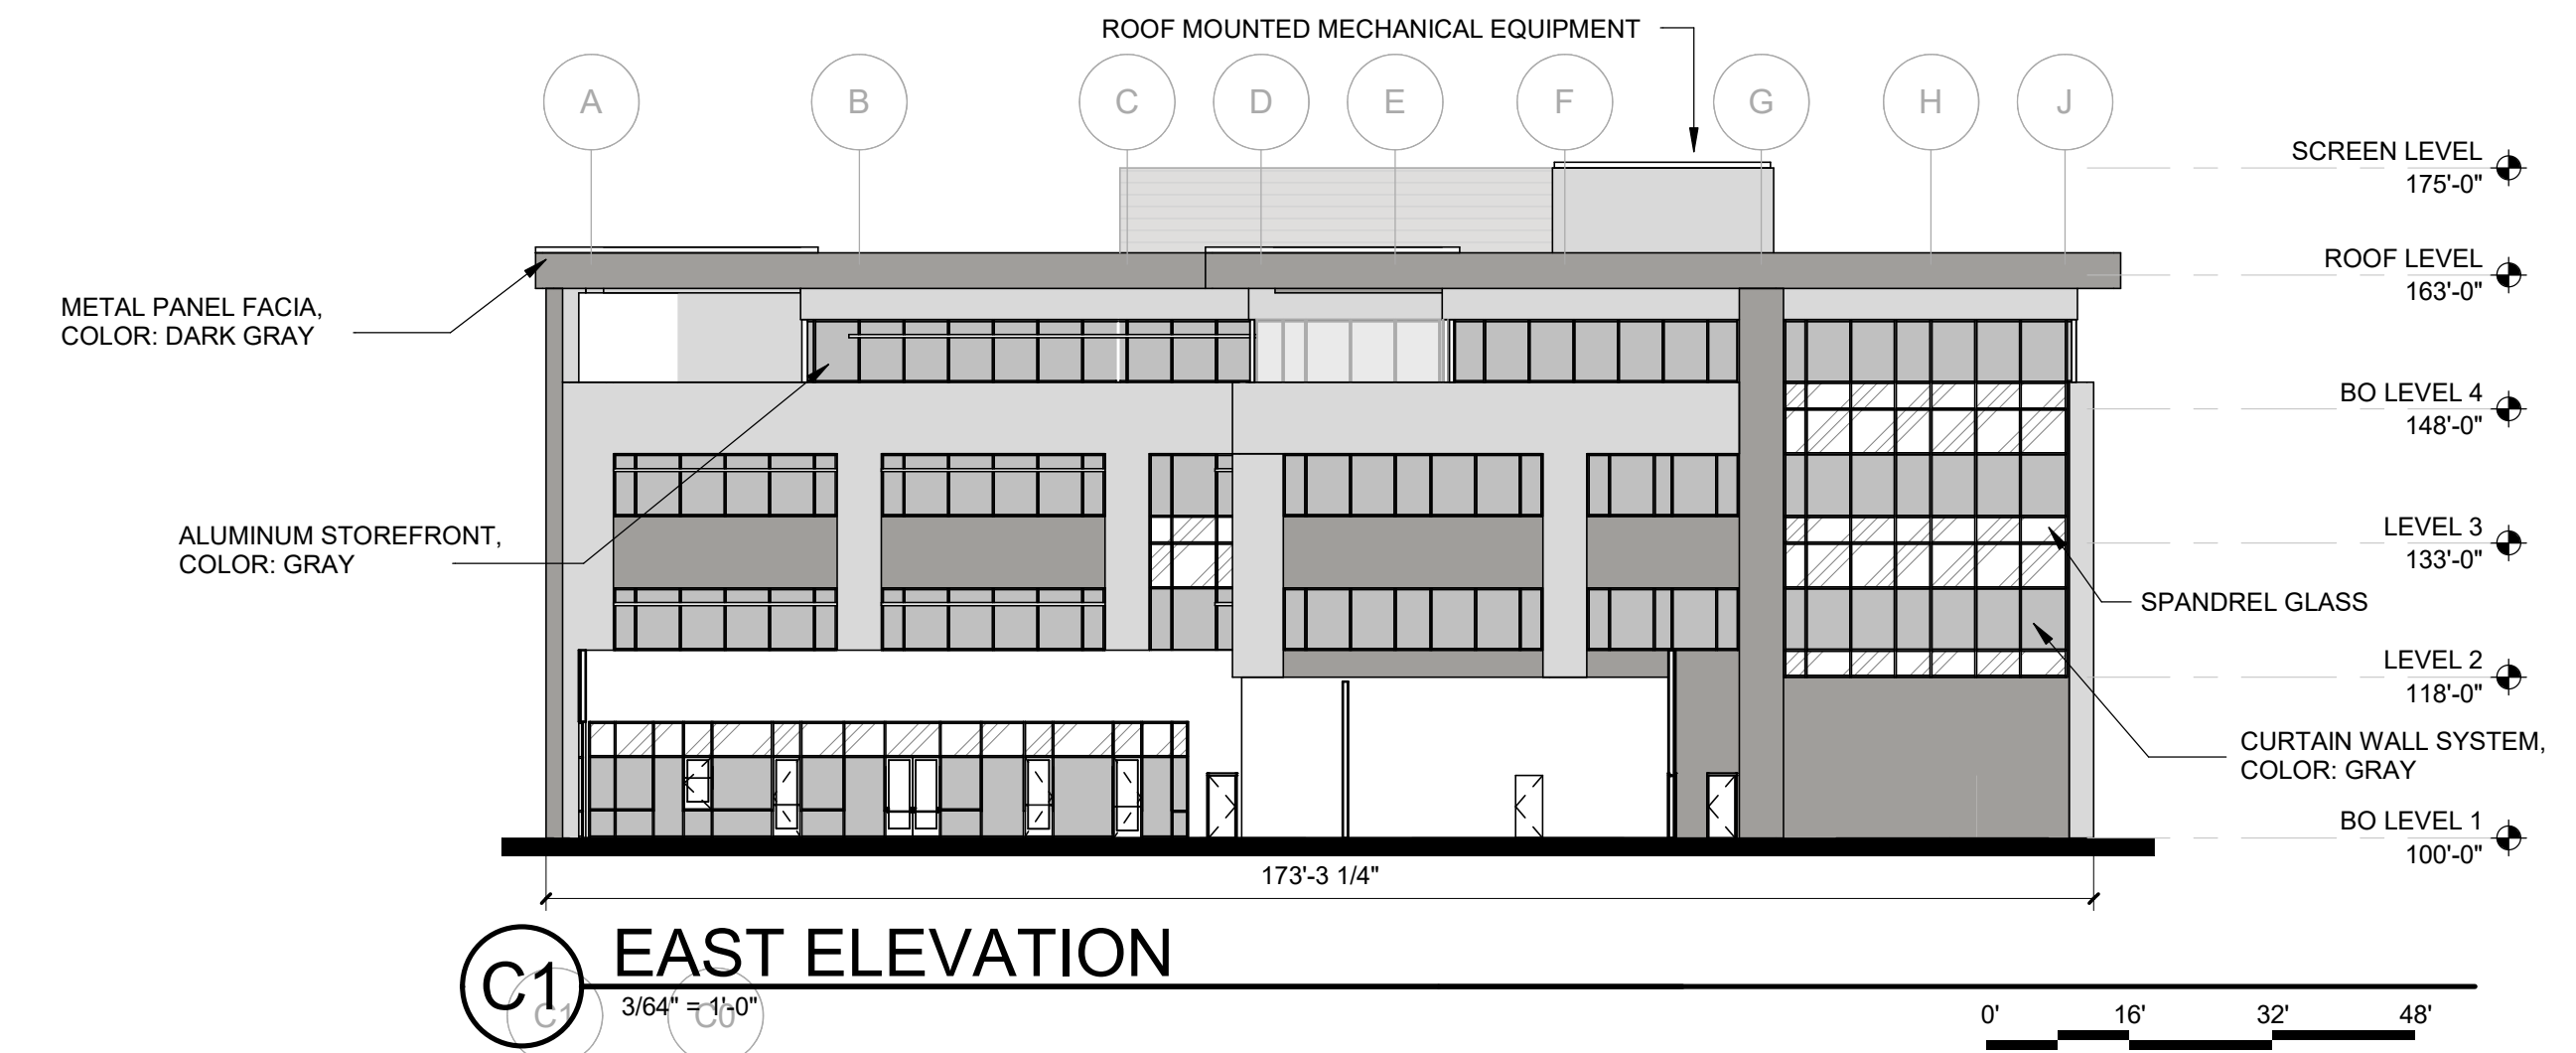 ROOF MOUNTED MECHANICAL EQUIPMENT
A B C D E F G H J
SCREEN LEVEL
175'-0"
ROOF LEVEL
163'-0"
METAL PANEL FACIA,
COLOR: DARK GRAY
BO LEVEL 4
148'-0"
ALUMINUM STOREFRONT,
COLOR: GRAY
LEVEL 3
133'-0"
SPANDREL GLASS
LEVEL 2
118'-0"
CURTAIN WALL SYSTEM,
COLOR: GRAY
BO LEVEL 1
100'-0"
173'-3 1/4"
C1 EAST ELEVATION
3/64" = 1'-0"
C1 C0
0' 16' 32' 48'